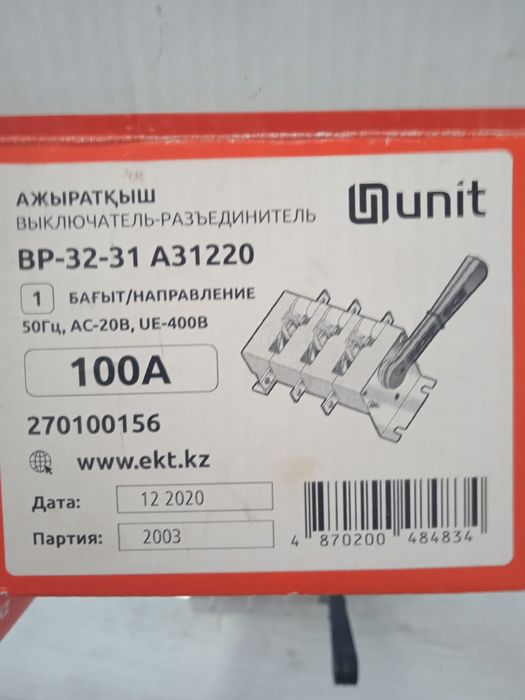 АЖЫРАТҚЫШ
ВЫКЛЮЧАТЕЛЬ-РАЗЪЕДИНИТЕЛЬ
unit
ВР-32-31 А31220
1 БАҒЫТ/НАПРАВЛЕНИЕ
50Гц, AC-20В, UE-400В
100А
270100156
www.ekt.kz
Дата: 12 2020
Партия: 2003
4 870200 484834